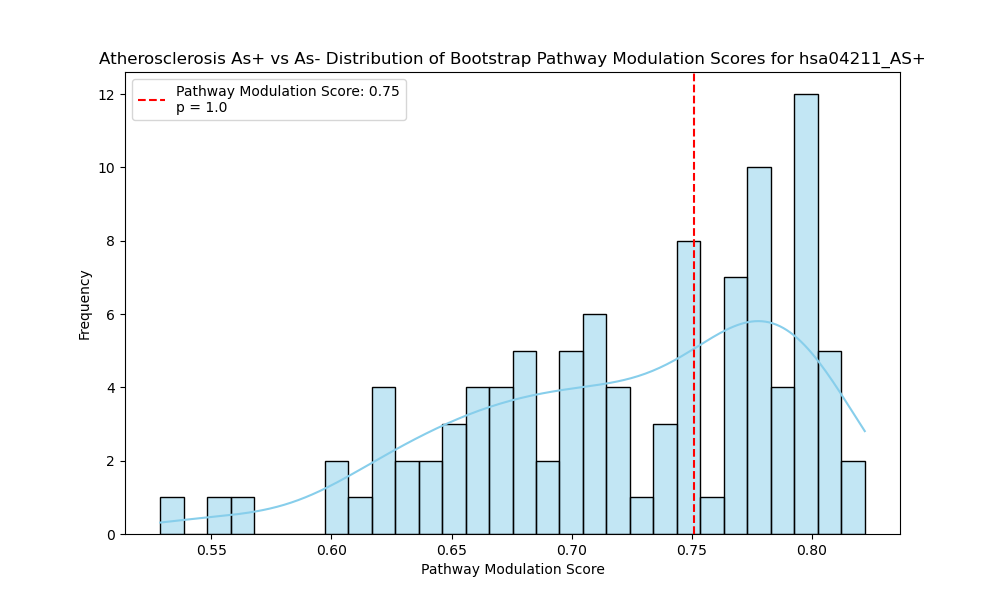 Atherosclerosis As+ vs As- Distribution of Bootstrap Pathway Modulation Scores for hsa04211_AS+
Pathway Modulation Score: 0.75
p = 1.0
12
10
8
6
4
2
0
Frequency
0.55 0.60 0.65 0.70 0.75 0.80
Pathway Modulation Score